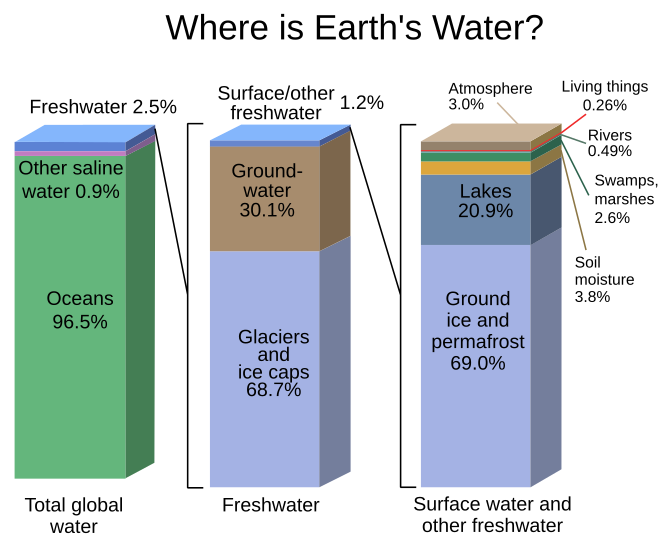 Where is Earth's Water?
Freshwater 2.5%
Other saline
water 0.9%
Oceans
96.5%
Total global
water
Surface/other
freshwater
1.2%
Ground-
water
30.1%
Glaciers
and
ice caps
68.7%
Freshwater
Atmosphere
3.0%
Living things
0.26%
Rivers
0.49%
Swamps,
marshes
2.6%
Soil
moisture
3.8%
Lakes
20.9%
Ground
ice and
permafrost
69.0%
Surface water and
other freshwater